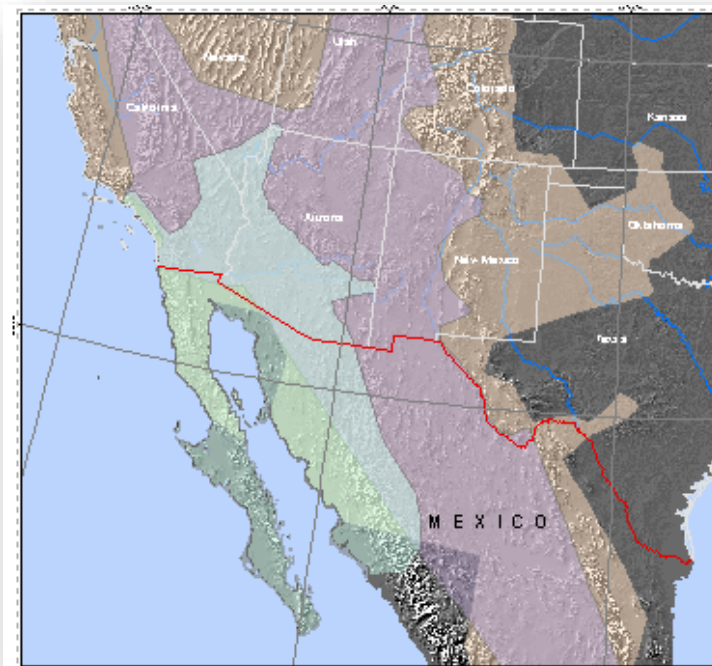 Nevada
Utah
Colorado
California
Kansas
Arizona
Oklahoma
New Mexico
Texas
MEXICO